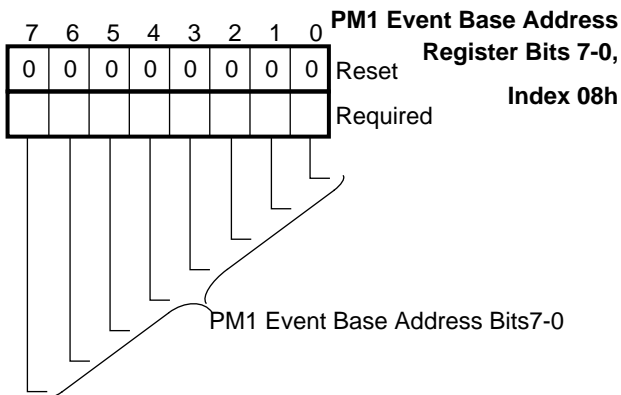 PM1 Event Base Address
Register Bits 7-0,
Index 08h
7 6 5 4 3 2 1 0
0 0 0 0 0 0 0 0 Reset
Required
PM1 Event Base Address Bits7-0